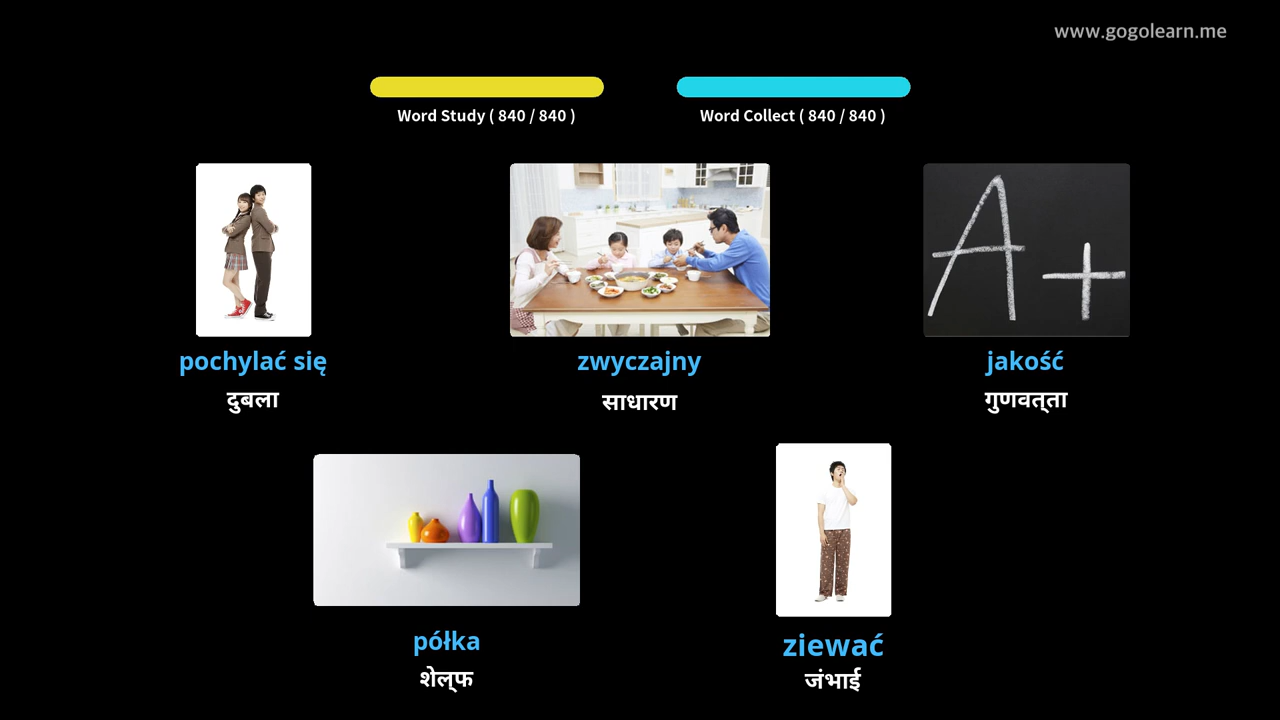 www.gogolearn.me
Word Study ( 840 / 840 )
Word Collect ( 840 / 840 )
A+
pochylać się
दुबला
zwyczajny
साधारण
jakość
गुणवत्‌ता
półka
शेल्‌फ
ziewać
जंभाई